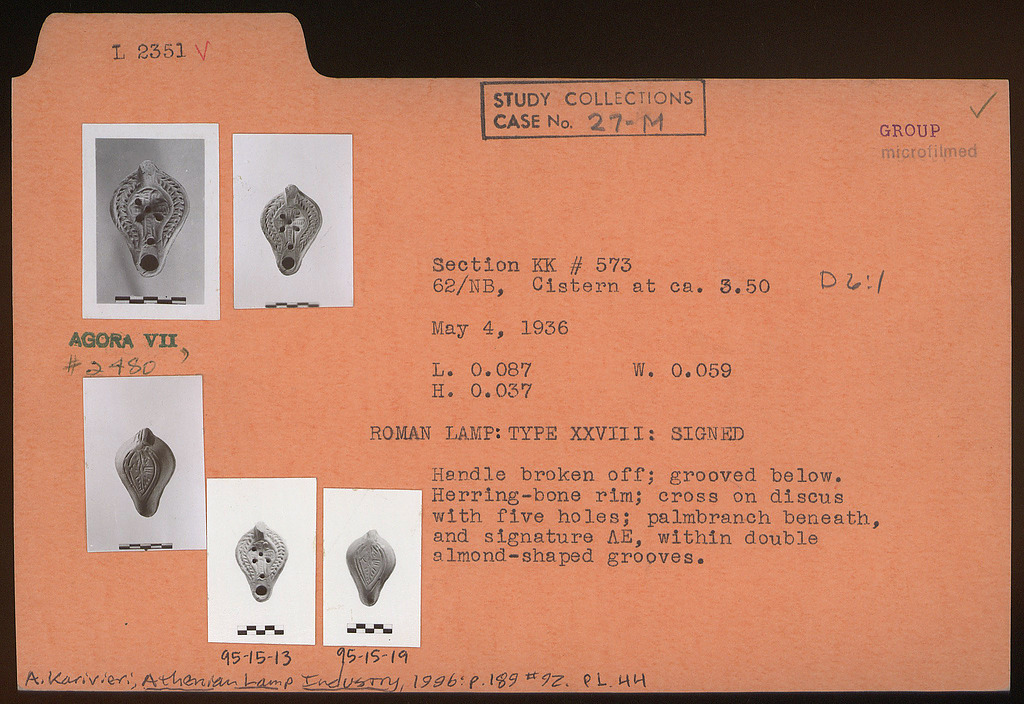 L 2351 √
STUDY COLLECTIONS
CASE No. 27-M
GROUP
microfilmed
Section KK # 573
62/NB, Cistern at ca. 3.50
D 6:1
May 4, 1936
AGORA VII,
#2480
L. 0.087 W. 0.059
H. 0.037
ROMAN LAMP: TYPE XXVIII: SIGNED
Handle broken off; grooved below.
Herring-bone rim; cross on discus
with five holes; palmbranch beneath,
and signature ΛE, within double
almond-shaped grooves.
95-15-13 95-15-19
A. Karivieri, Athenian Lamp Industry, 1996: p. 189 #92. PL. 44